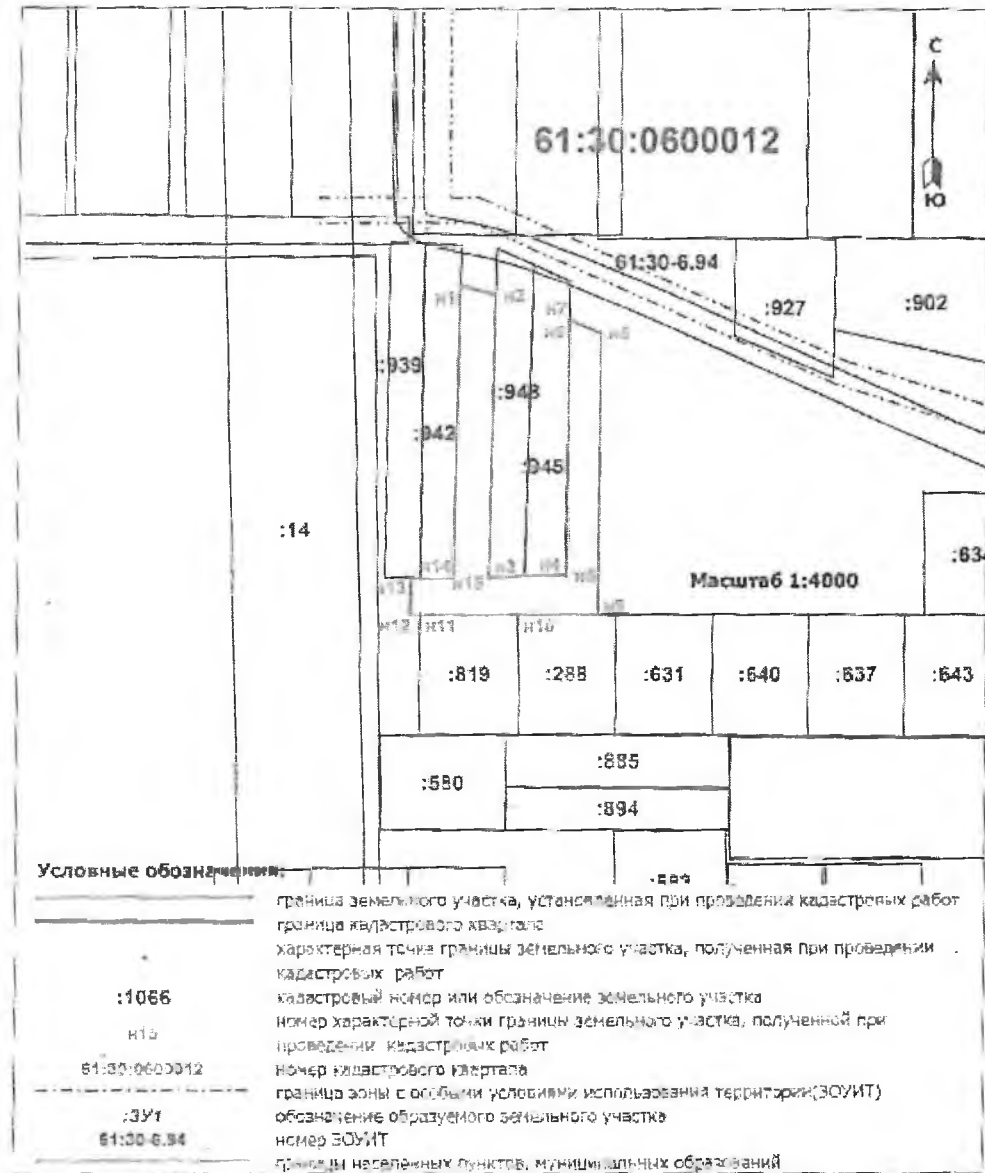 С
61:30:0600012
Ю
61:30-6.94
:927
:902
н1
н2
н7
:939
:948
:942
:945
:14
Масштаб 1:4000
н14
н15
н3
н4
н13
н12
н11
н10
:819
:288
:631
:640
:637
:643
:885
:580
:894
Условные обозначения:
граница земельного участка, установленная при проведении кадастровых работ
граница кадастрового квартала
характерная точка границы земельного участка, полученная при проведении
кадастровых работ
:1066
кадастровый номер или обозначение земельного участка
номер характерной точки границы земельного участка, полученной при
н15
проведении кадастровых работ
61:30:0600012
номер кадастрового квартала
граница зоны с особыми условиями использования территории(ЗОУИТ)
:ЗУ1
обозначение образуемого земельного участка
61:30-6.94
номер ЗОУИТ
границы населенных пунктов, муниципальных образований